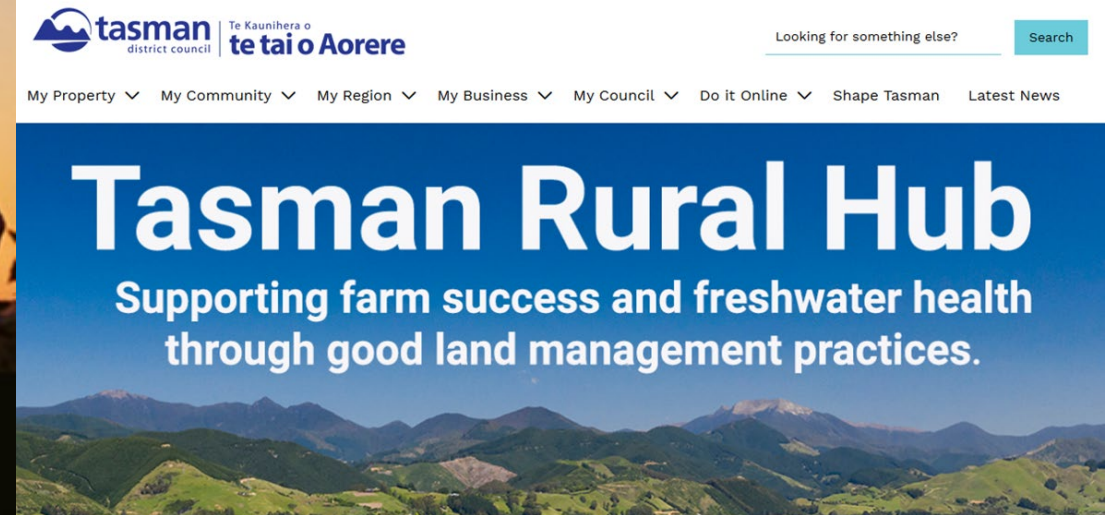 tasman
district council
Te Kaunihera o
te tai o Aorere
Looking for something else?
Search
My Property
My Community
My Region
My Business
My Council
Do it Online
Shape Tasman
Latest News
Tasman Rural Hub
Supporting farm success and freshwater health
through good land management practices.